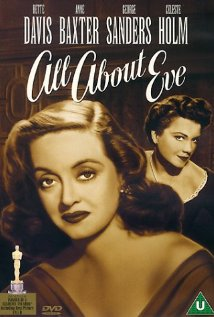 BETTE ANNE GEORGE CELESTE
DAVIS BAXTER SANDERS HOLM
All About Eve
DVD
U